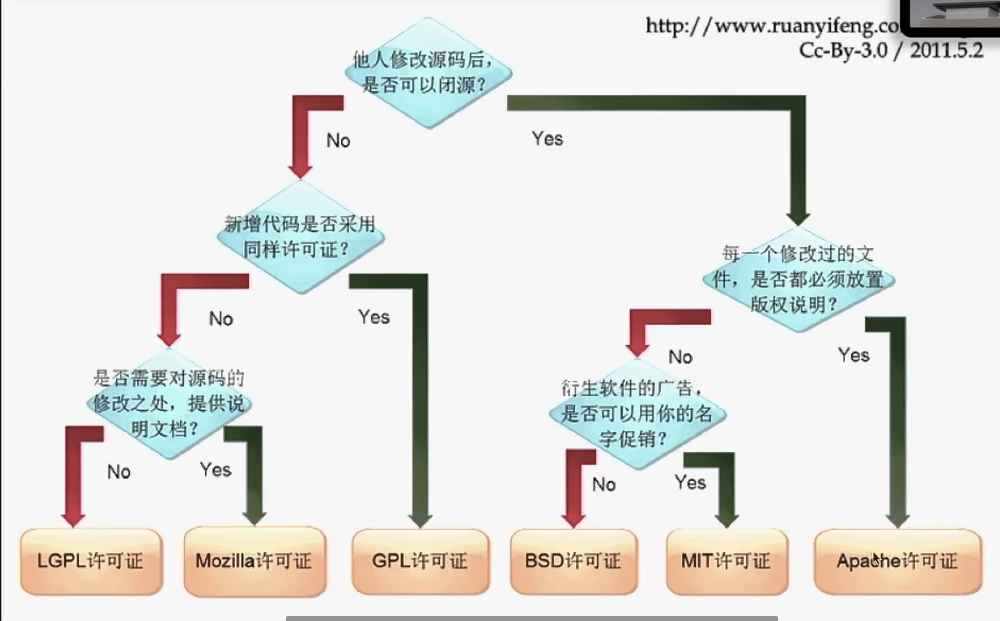 http://www.ruanyifeng.co
Cc-By-3.0 / 2011.5.2
他人修改源码后，
是否可以闭源？
No
Yes
新增代码是否采用
同样许可证？
每一个修改过的文
件，是否都必须放置
版权说明？
No
Yes
No
Yes
是否需要对源码的
修改之处，提供说
明文档？
衍生软件的广告，
是否可以用你的名
字促销？
No
Yes
No
Yes
LGPL许可证
Mozilla许可证
GPL许可证
BSD许可证
MIT许可证
Apache许可证